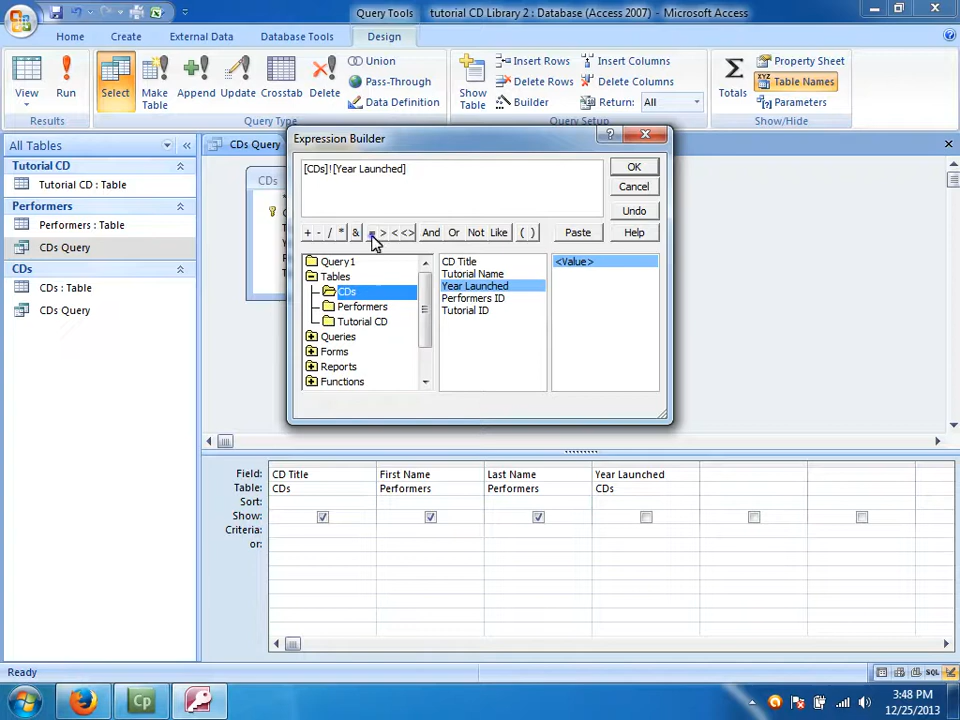 Query Tools
tutorial CD Library 2 : Database (Access 2007) - Microsoft Access
Home
Create
External Data
Database Tools
Design
View
Run
Results
Select
Make Table
Append
Update
Crosstab
Delete
Union
Pass-Through
Data Definition
Query Type
Show Table
Insert Rows
Delete Rows
Builder
Insert Columns
Delete Columns
Return: All
Query Setup
Totals
Property Sheet
Table Names
Parameters
Show/Hide
All Tables
Tutorial CD
Tutorial CD : Table
Performers
Performers : Table
CDs Query
CDs
CDs : Table
CDs Query
CDs Query
CDs
Expression Builder
[CDs]![Year Launched]
OK
Cancel
Undo
Help
+ - / * & = > < <> And Or Not Like ( ) Paste
Query1
Tables
CDs
Performers
Tutorial CD
Queries
Forms
Reports
Functions
CD Title
Tutorial Name
Year Launched
Performers ID
Tutorial ID
<Value>
Field: CD Title First Name Last Name Year Launched
Table: CDs Performers Performers CDs
Sort:
Show:
Criteria:
or:
Ready
SQL
Cp
3:48 PM
12/25/2013